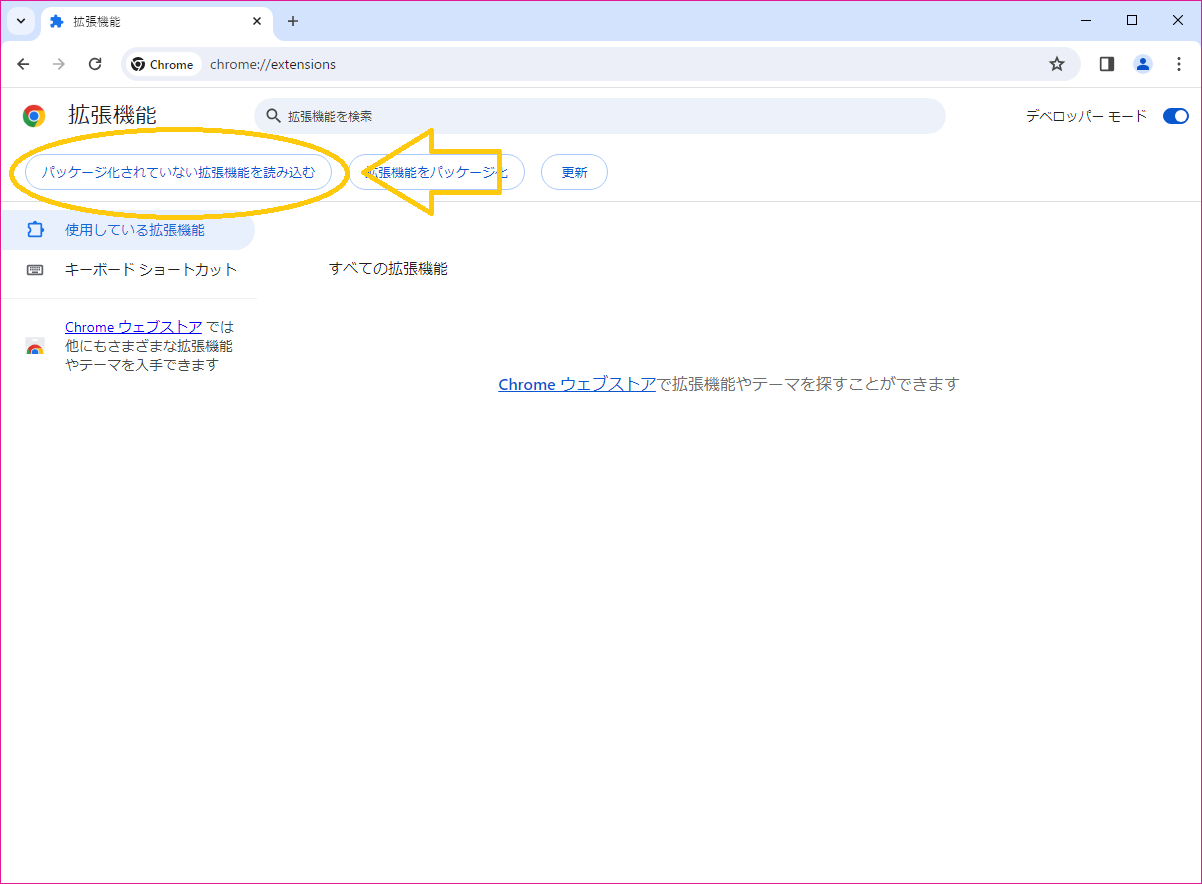 拡張機能
Chrome chrome://extensions
拡張機能 拡張機能を検索 デベロッパー モード
パッケージ化されていない拡張機能を読み込む 拡張機能をパッケージ化 更新
使用している拡張機能
キーボード ショートカット
すべての拡張機能
Chrome ウェブストア では
他にもさまざまな拡張機能
やテーマを入手できます
Chrome ウェブストアで拡張機能やテーマを探すことができます